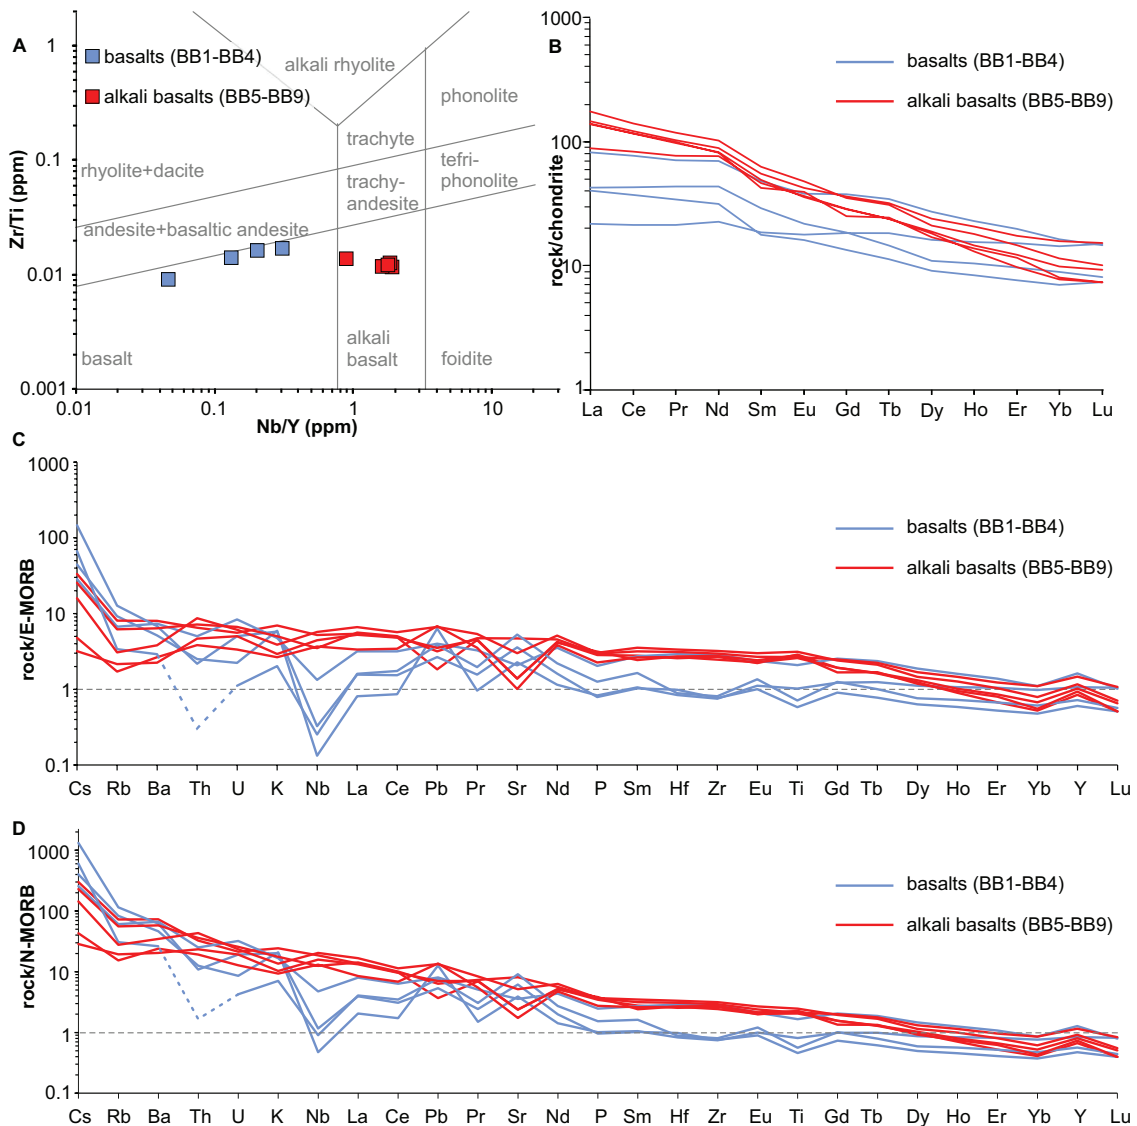 A
Zr/Ti (ppm)
1
0.1
0.01
0.001
basalts (BB1-BB4)
alkali basalts (BB5-BB9)
alkali rhyolite
phonolite
trachyte
rhyolite+dacite
tefri-
phonolite
trachy-
andesite
andesite+basaltic andesite
basalt
alkali
basalt
foidite
0.01
0.1
1
10
Nb/Y (ppm)
B
rock/chondrite
1000
100
10
1
basalts (BB1-BB4)
alkali basalts (BB5-BB9)
La Ce Pr Nd Sm Eu Gd Tb Dy Ho Er Yb Lu
C
rock/E-MORB
1000
100
10
1
0.1
basalts (BB1-BB4)
alkali basalts (BB5-BB9)
Cs Rb Ba Th U K Nb La Ce Pb Pr Sr Nd P Sm Hf Zr Eu Ti Gd Tb Dy Ho Er Yb Y Lu
D
rock/N-MORB
1000
100
10
1
0.1
basalts (BB1-BB4)
alkali basalts (BB5-BB9)
Cs Rb Ba Th U K Nb La Ce Pb Pr Sr Nd P Sm Hf Zr Eu Ti Gd Tb Dy Ho Er Yb Y Lu